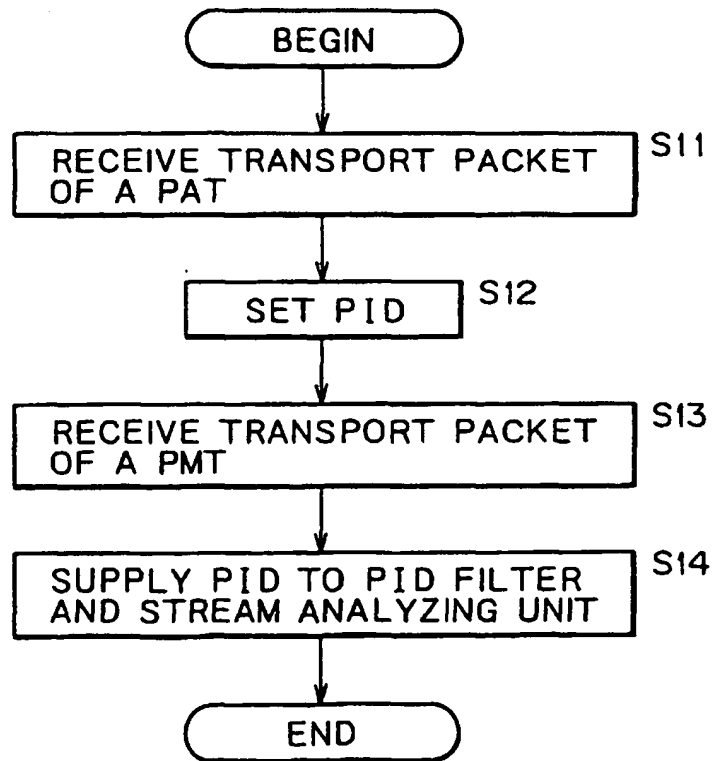 BEGIN
S11
RECEIVE TRANSPORT PACKET
OF A PAT
S12
SET PID
S13
RECEIVE TRANSPORT PACKET
OF A PMT
S14
SUPPLY PID TO PID FILTER
AND STREAM ANALYZING UNIT
END